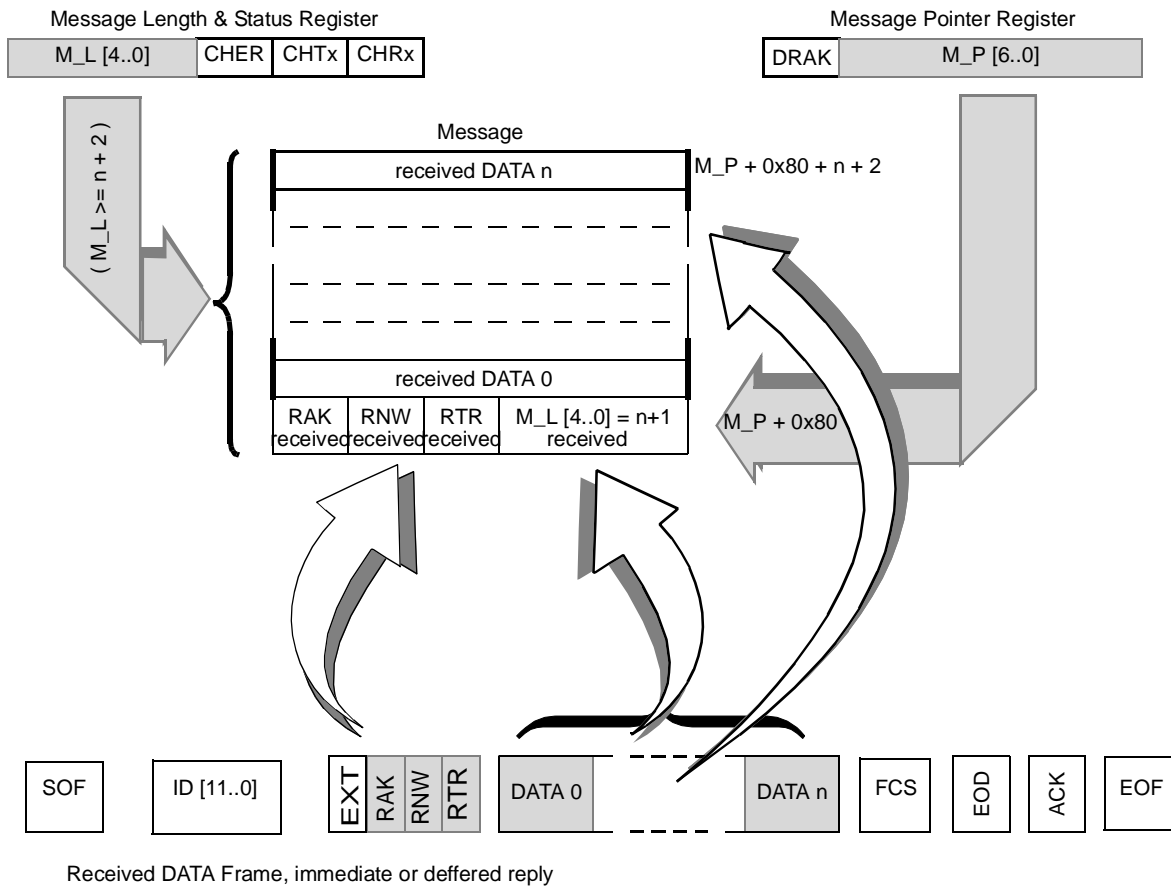 Message Length & Status Register
Message Pointer Register
M_L [4..0] CHER CHTx CHRx
DRAK M_P [6..0]
( M_L >= n + 2 )
Message
received DATA n
M_P + 0x80 + n + 2
received DATA 0
RAK received
RNW received
RTR received
M_L [4..0] = n+1 received
M_P + 0x80
SOF
ID [11..0]
EXT
RAK
RNW
RTR
DATA 0
DATA n
FCS
EOD
ACK
EOF
Received DATA Frame, immediate or deffered reply